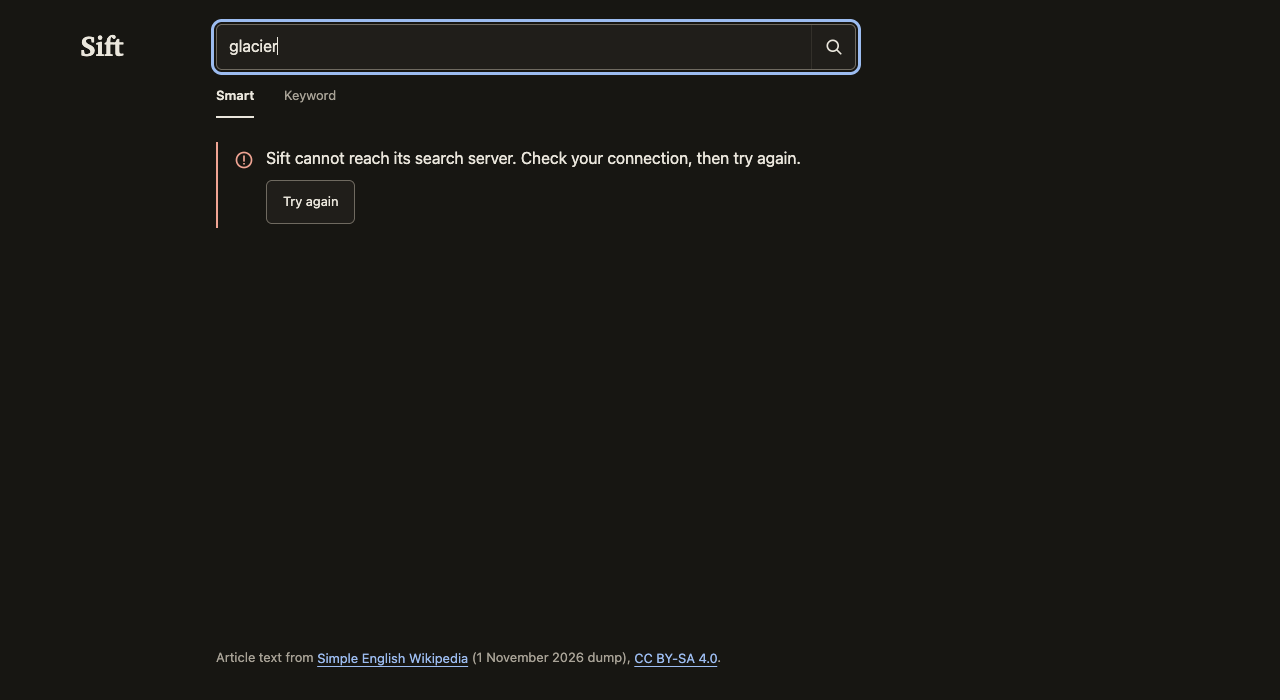 Sift
glacier
Smart
Keyword
Sift cannot reach its search server. Check your connection, then try again.
Try again
Article text from Simple English Wikipedia (1 November 2026 dump), CC BY-SA 4.0.